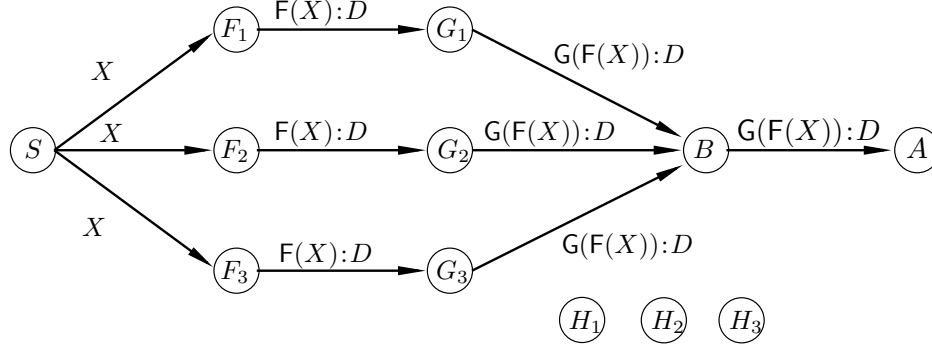 F(X):D
F₁ G₁
G(F(X)):D
X
X F(X):D G(F(X)):D G(F(X)):D
S F₂ G₂ B A
X
F(X):D G(F(X)):D
F₃ G₃
H₁ H₂ H₃